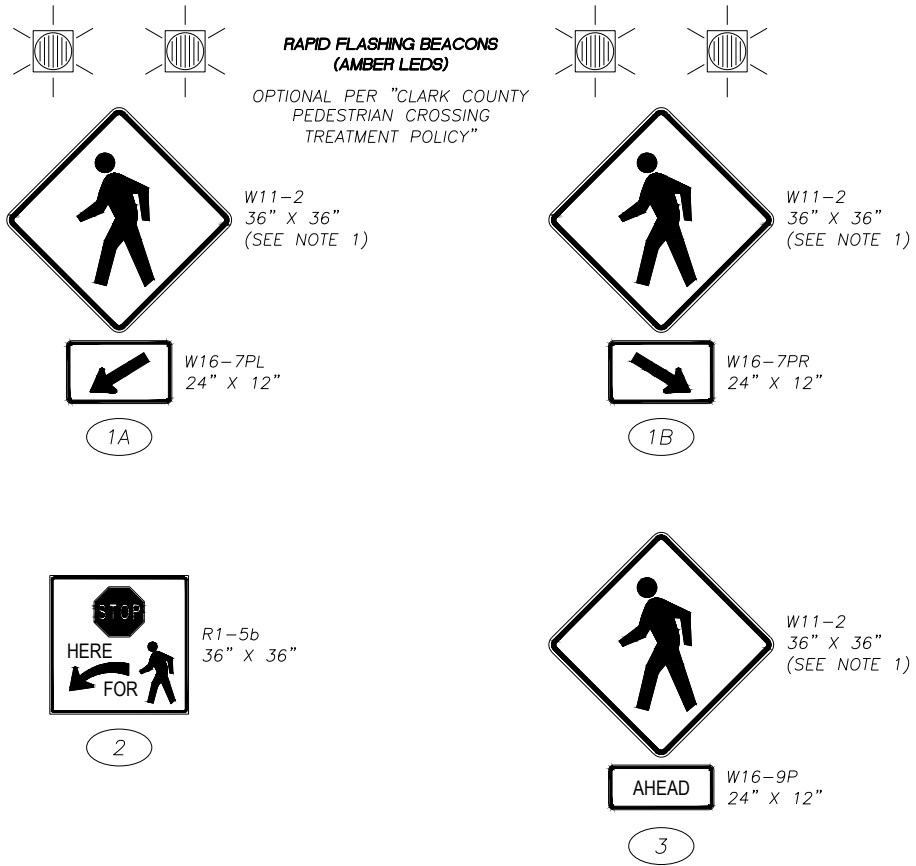 RAPID FLASHING BEACONS
(AMBER LEDS)
OPTIONAL PER "CLARK COUNTY
PEDESTRIAN CROSSING
TREATMENT POLICY"
W11-2
36" X 36"
(SEE NOTE 1)
W11-2
36" X 36"
(SEE NOTE 1)
W16-7PL
24" X 12"
W16-7PR
24" X 12"
1A
1B
STOP
HERE
FOR
R1-5b
36" X 36"
2
W11-2
36" X 36"
(SEE NOTE 1)
AHEAD
W16-9P
24" X 12"
3